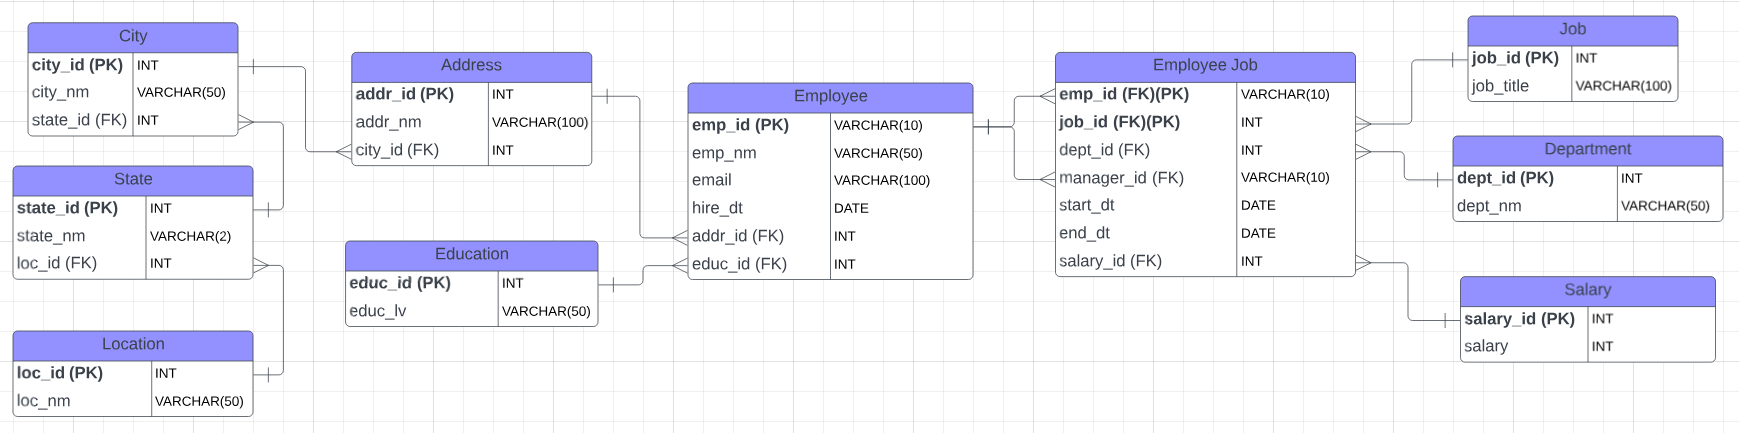 City
city_id (PK) INT
city_nm VARCHAR(50)
state_id (FK) INT
State
state_id (PK) INT
state_nm VARCHAR(2)
loc_id (FK) INT
Location
loc_id (PK) INT
loc_nm VARCHAR(50)
Address
addr_id (PK) INT
addr_nm VARCHAR(100)
city_id (FK) INT
Education
educ_id (PK) INT
educ_lv VARCHAR(50)
Employee
emp_id (PK) VARCHAR(10)
emp_nm VARCHAR(50)
email VARCHAR(100)
hire_dt DATE
addr_id (FK) INT
educ_id (FK) INT
Employee Job
emp_id (FK)(PK) VARCHAR(10)
job_id (FK)(PK) INT
dept_id (FK) INT
manager_id (FK) VARCHAR(10)
start_dt DATE
end_dt DATE
salary_id (FK) INT
Job
job_id (PK) INT
job_title VARCHAR(100)
Department
dept_id (PK) INT
dept_nm VARCHAR(50)
Salary
salary_id (PK) INT
salary INT